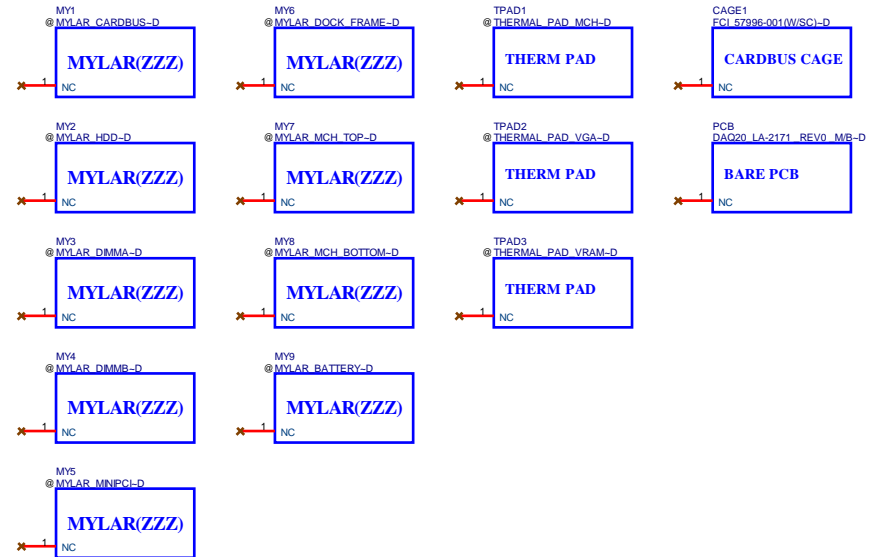 MY1
@ MYLAR_CARDBUS~D
MYLAR(ZZZ)
1
NC
MY6
@ MYLAR_DOCK_FRAME~D
MYLAR(ZZZ)
1
NC
TPAD1
@ THERMAL_PAD_MCH~D
THERM PAD
1
NC
CAGE1
FCI_57996-001(W/SC)~D
CARDBUS CAGE
1
NC
MY2
@ MYLAR_HDD~D
MYLAR(ZZZ)
1
NC
MY7
@ MYLAR_MCH_TOP~D
MYLAR(ZZZ)
1
NC
TPAD2
@ THERMAL_PAD_VGA~D
THERM PAD
1
NC
PCB
DAQ20_LA-2171_REV0_M/B~D
BARE PCB
1
NC
MY3
@ MYLAR_DIMMA~D
MYLAR(ZZZ)
1
NC
MY8
@ MYLAR_MCH_BOTTOM~D
MYLAR(ZZZ)
1
NC
TPAD3
@ THERMAL_PAD_VRAM~D
THERM PAD
1
NC
MY4
@ MYLAR_DIMMB~D
MYLAR(ZZZ)
1
NC
MY9
@ MYLAR_BATTERY~D
MYLAR(ZZZ)
1
NC
MY5
@ MYLAR_MINIPCI~D
MYLAR(ZZZ)
1
NC